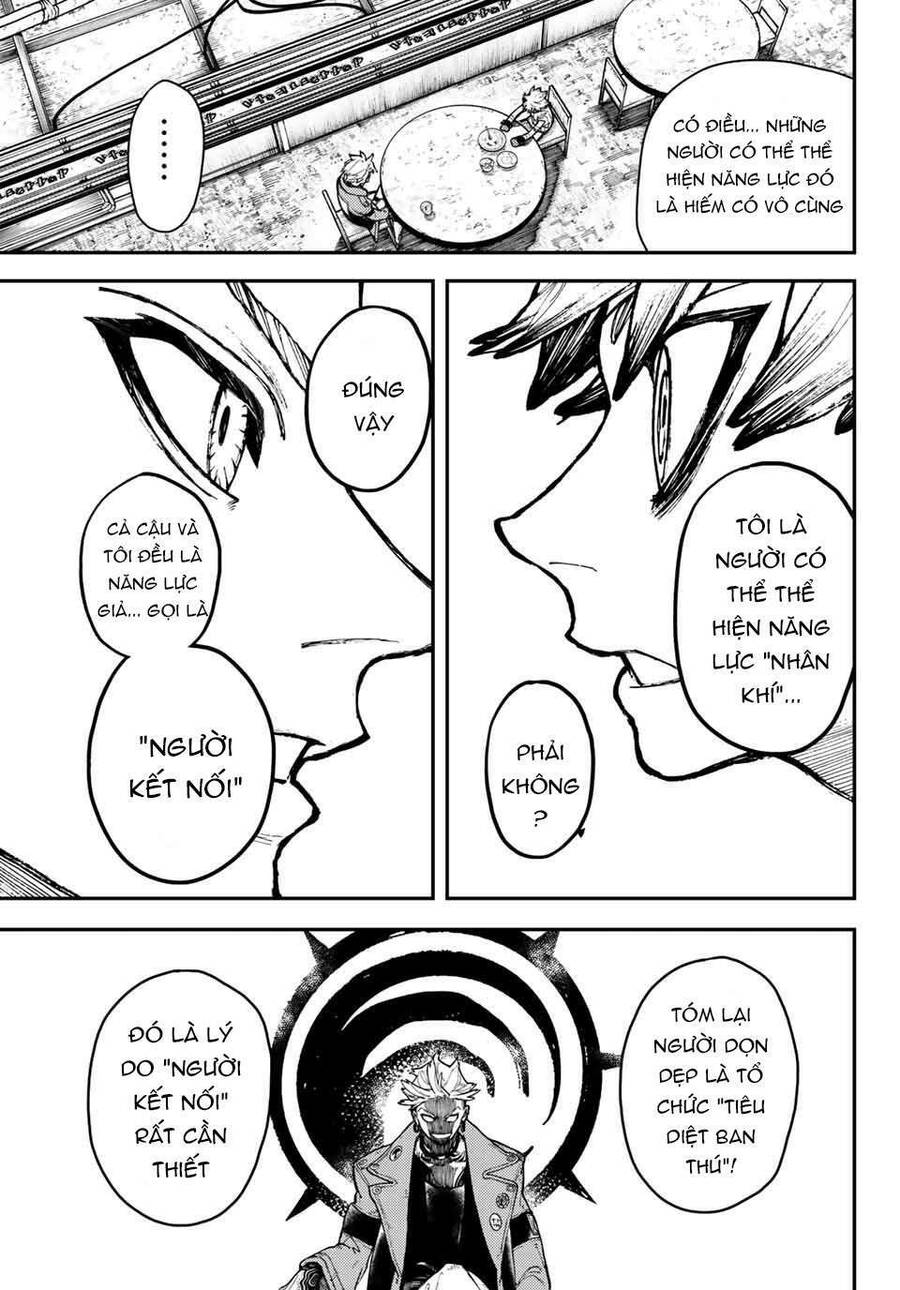 CÓ ĐIỀU... NHỮNG
NGƯỜI CÓ THỂ THỂ
HIỆN NĂNG LỰC ĐÓ
LÀ HIẾM CÓ VÔ CÙNG
......
TÔI LÀ
NGƯỜI CÓ
THỂ THỂ
HIỆN NĂNG
LỰC "NHÂN
KHÍ"...
PHẢI
KHÔNG
?
ĐÚNG
VẬY
CẢ CẬU VÀ
TÔI ĐỀU LÀ
NĂNG LỰC
GIẢ... GỌI LÀ
"NGƯỜI
KẾT NỐI"
TÓM LẠI
NGƯỜI DỌN
DẸP LÀ TỔ
CHỨC "TIÊU
DIỆT BAN
THÚ"!
ĐÓ LÀ LÝ
DO "NGƯỜI
KẾT NỐI"
RẤT CẦN
THIẾT